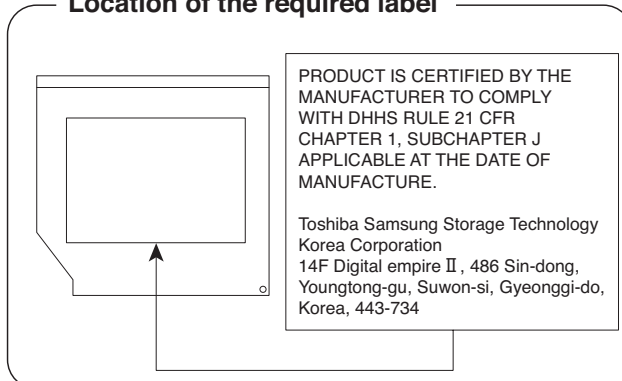 Location of the required label
PRODUCT IS CERTIFIED BY THE
MANUFACTURER TO COMPLY
WITH DHHS RULE 21 CFR
CHAPTER 1, SUBCHAPTER J
APPLICABLE AT THE DATE OF
MANUFACTURE.
Toshiba Samsung Storage Technology
Korea Corporation
14F Digital empire Ⅱ, 486 Sin-dong,
Youngtong-gu, Suwon-si, Gyeonggi-do,
Korea, 443-734